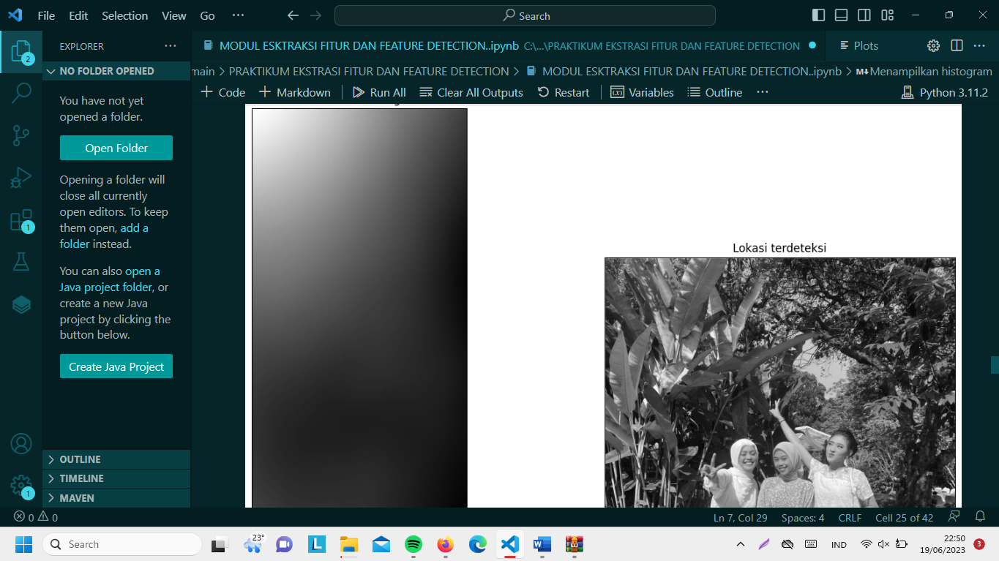 File Edit Selection View Go ···
Search
EXPLORER
MODUL ESKTRAKSI FITUR DAN FEATURE DETECTION..ipynb C:\...\PRAKTIKUM EKSTRASI FITUR DAN FEATURE DETECTION
Plots
NO FOLDER OPENED
main > PRAKTIKUM EKSTRASI FITUR DAN FEATURE DETECTION > MODUL ESKTRAKSI FITUR DAN FEATURE DETECTION..ipynb > M↓Menampilkan histogram
+ Code + Markdown Run All Clear All Outputs Restart Variables Outline ··· Python 3.11.2
You have not yet
opened a folder.
Open Folder
Opening a folder will
close all currently
open editors. To keep
them open, add a
folder instead.
You can also open a
Java project folder, or
create a new Java
project by clicking the
button below.
Create Java Project
Lokasi terdeteksi
OUTLINE
TIMELINE
MAVEN
2
1
1
0 0
Ln 7, Col 29 Spaces: 4 CRLF Cell 25 of 42
Search
23°
L
IND
22:50
19/06/2023
3